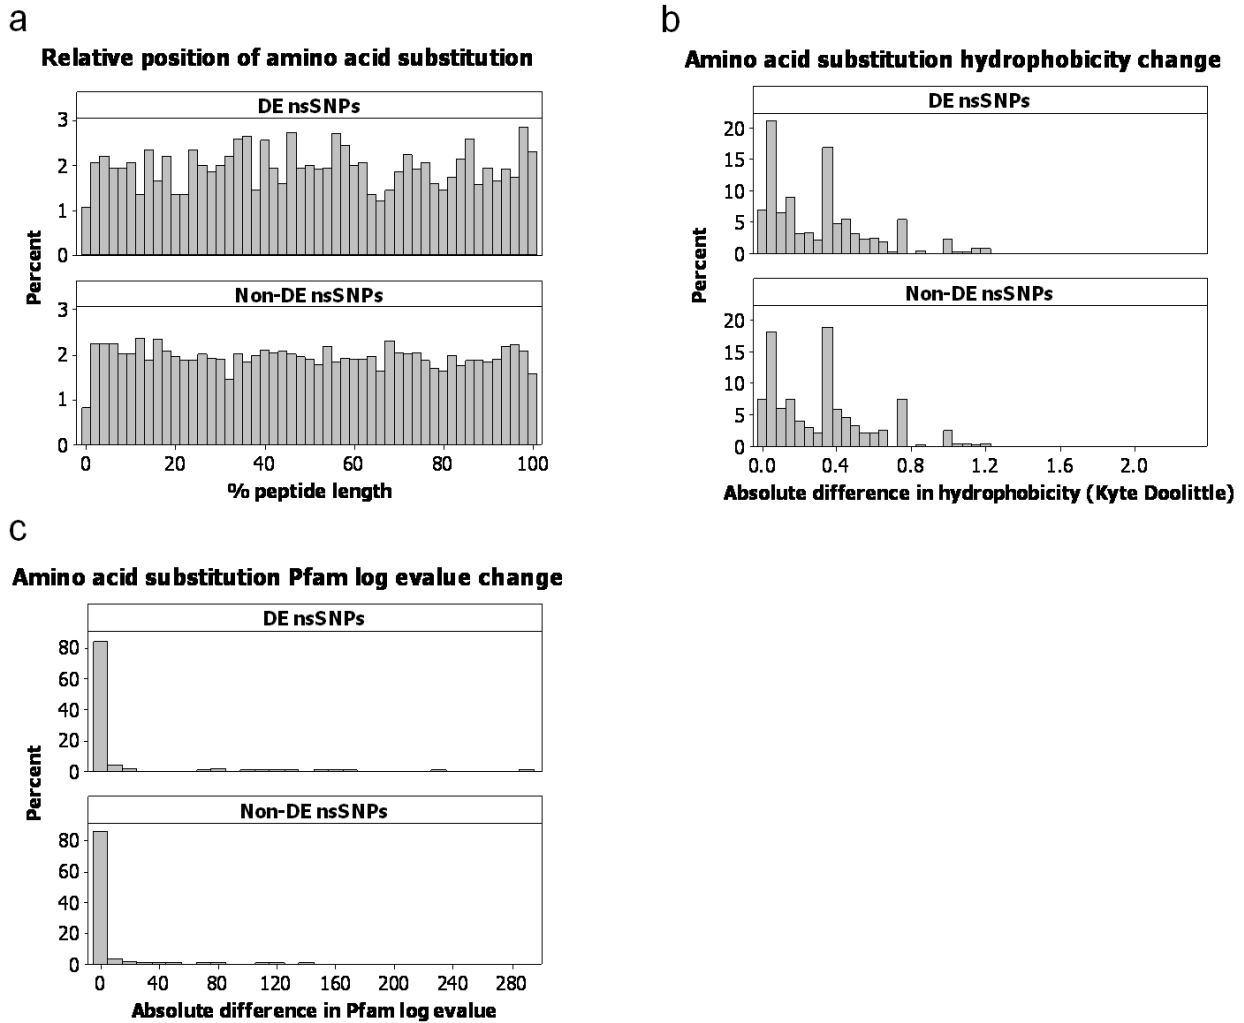 a
Relative position of amino acid substitution
DE nsSNPs
3
2
1
0
Percent
Non-DE nsSNPs
3
2
1
0
0 20 40 60 80 100
% peptide length
b
Amino acid substitution hydrophobicity change
DE nsSNPs
20
15
10
5
0
Percent
Non-DE nsSNPs
20
15
10
5
0
0.0 0.4 0.8 1.2 1.6 2.0
Absolute difference in hydrophobicity (Kyte Doolittle)
c
Amino acid substitution Pfam log evalue change
DE nsSNPs
80
60
40
20
0
Percent
Non-DE nsSNPs
80
60
40
20
0
0 40 80 120 160 200 240 280
Absolute difference in Pfam log evalue